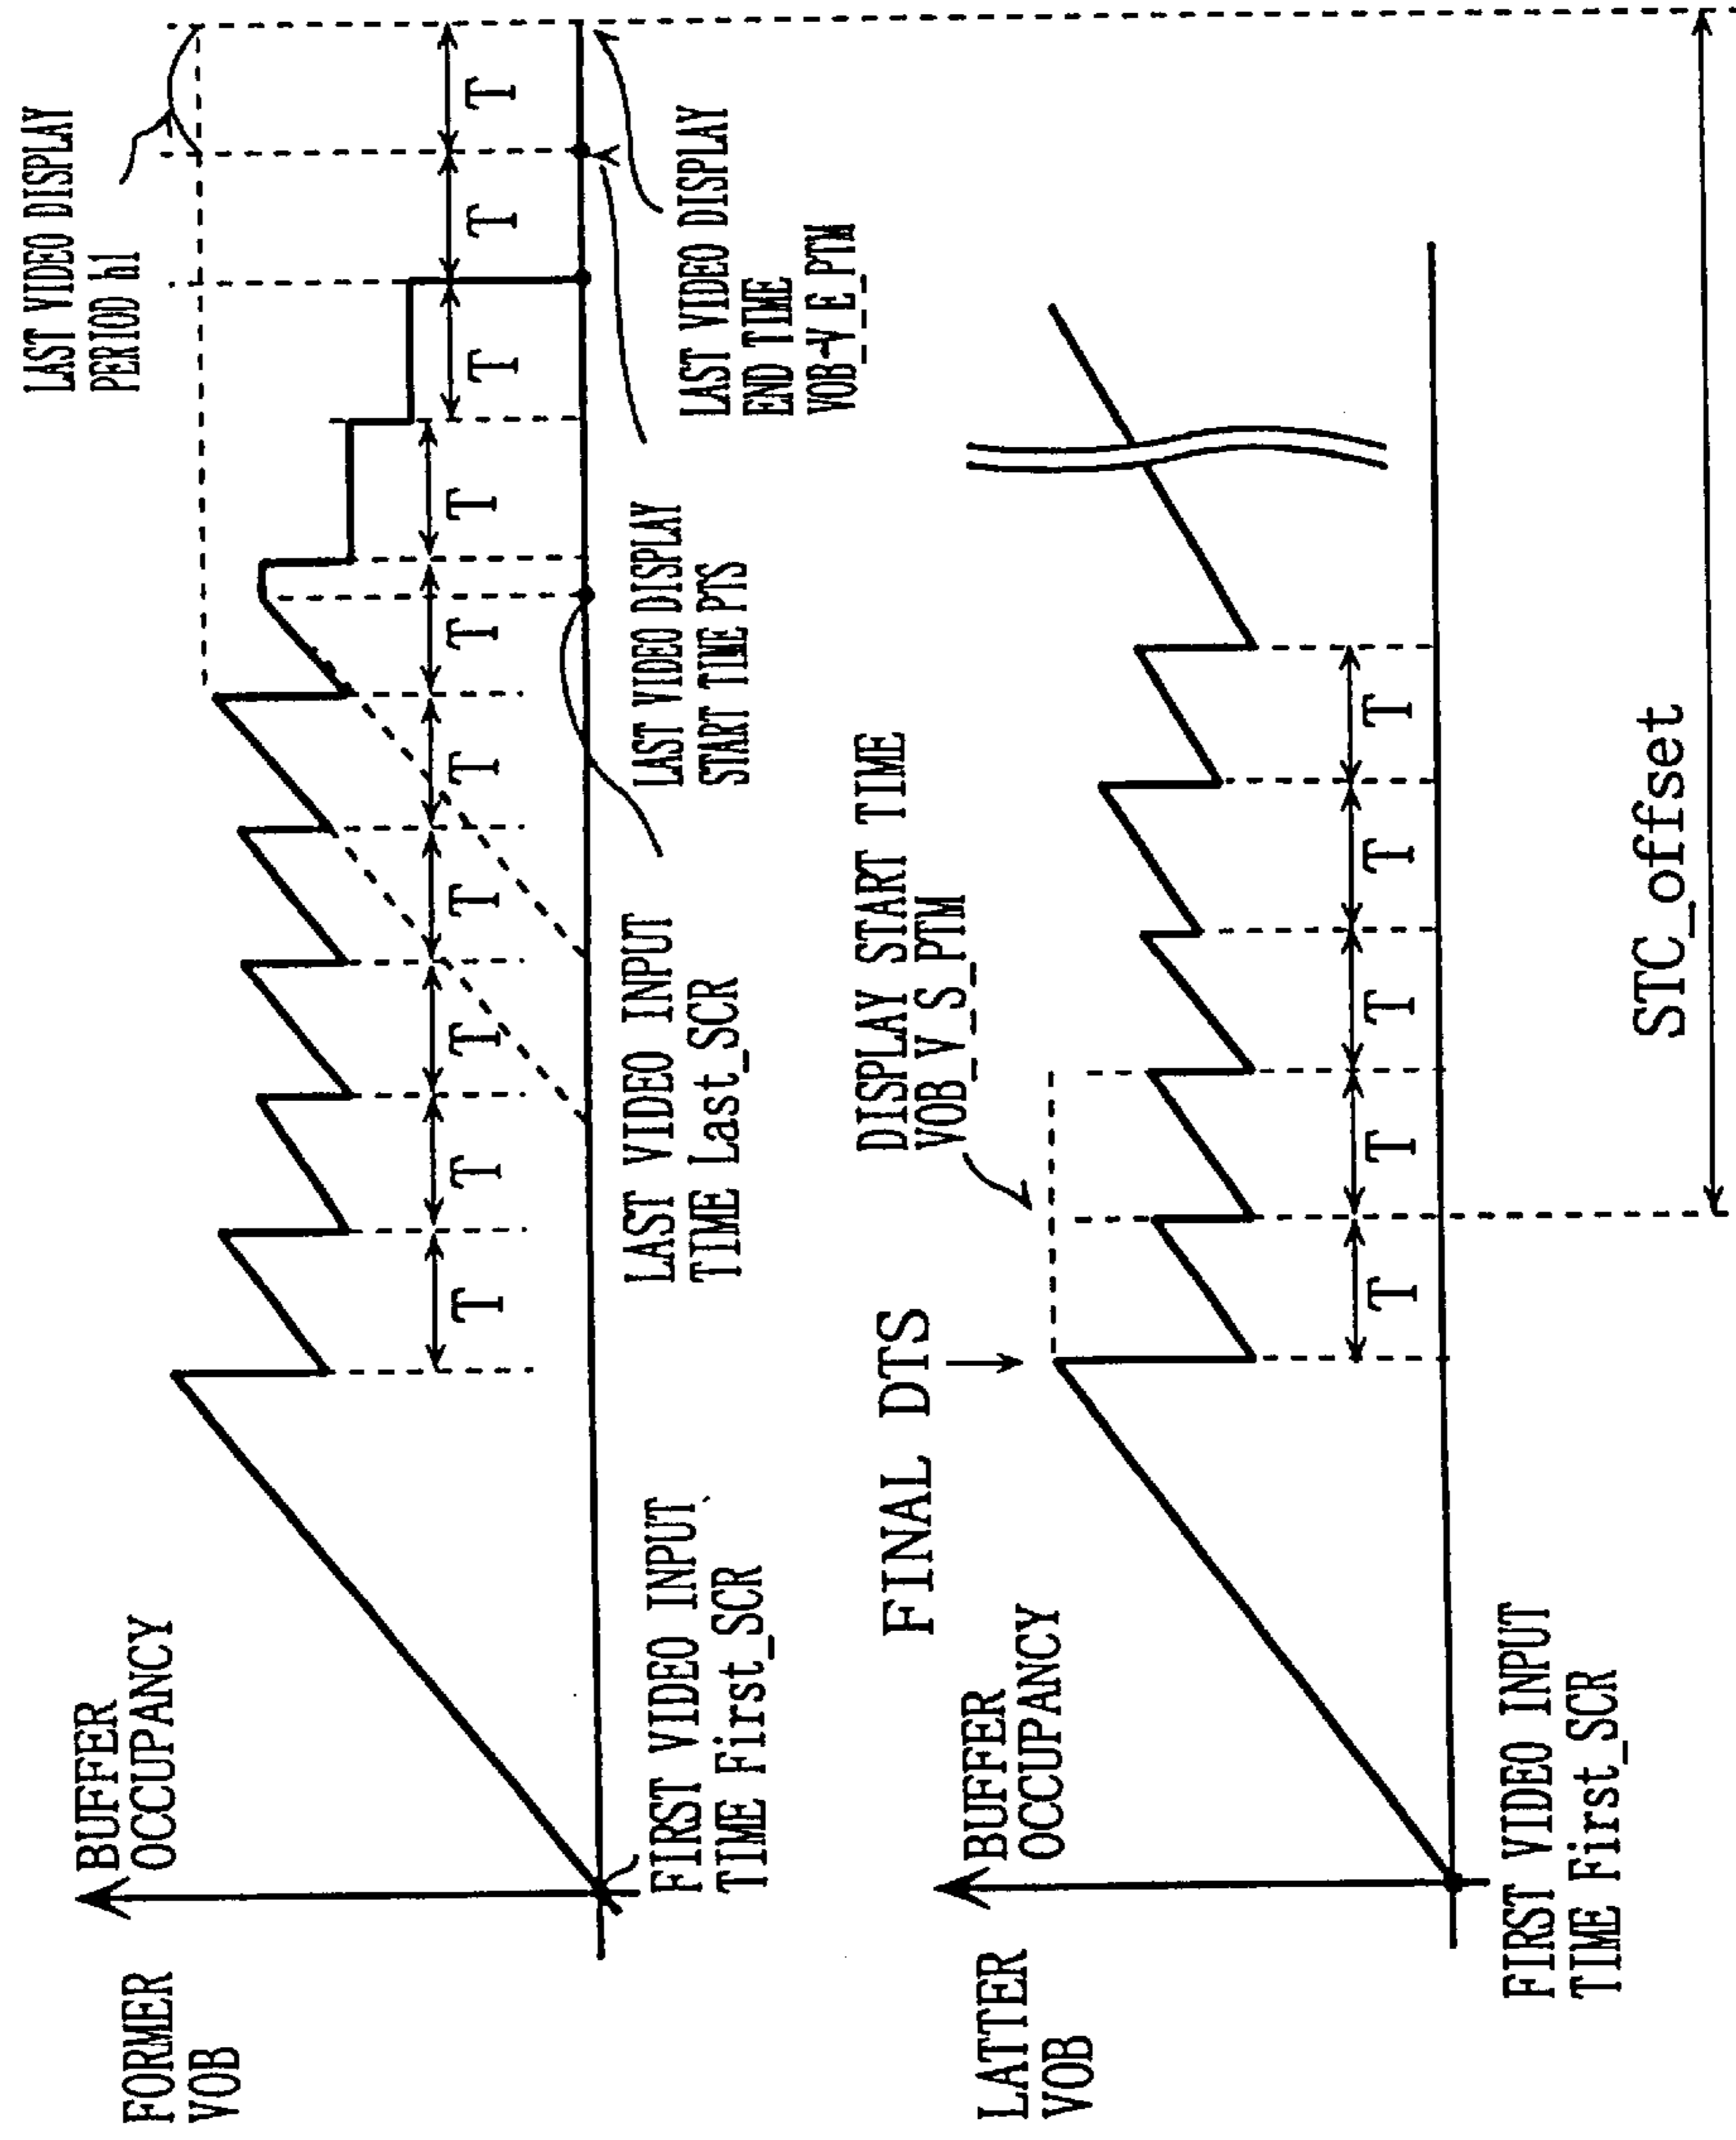 FORMER
VOB
BUFFER
OCCUPANCY
LAST VIDEO DISPLAY
PERIOD h1
T
T
T
T
T
T
T
T
T
T
FIRST VIDEO INPUT
TIME First_SCR
LAST VIDEO INPUT
TIME Last_SCR
LAST VIDEO DISPLAY
START TIME PTS
LAST VIDEO DISPLAY
END TIME
VOB-V_E_PTM
LATTER
VOB
BUFFER
OCCUPANCY
FINAL DTS
DISPLAY START TIME
VOB_V_S_PTM
T
T
T
T
T
FIRST VIDEO INPUT
TIME First_SCR
STC_offset